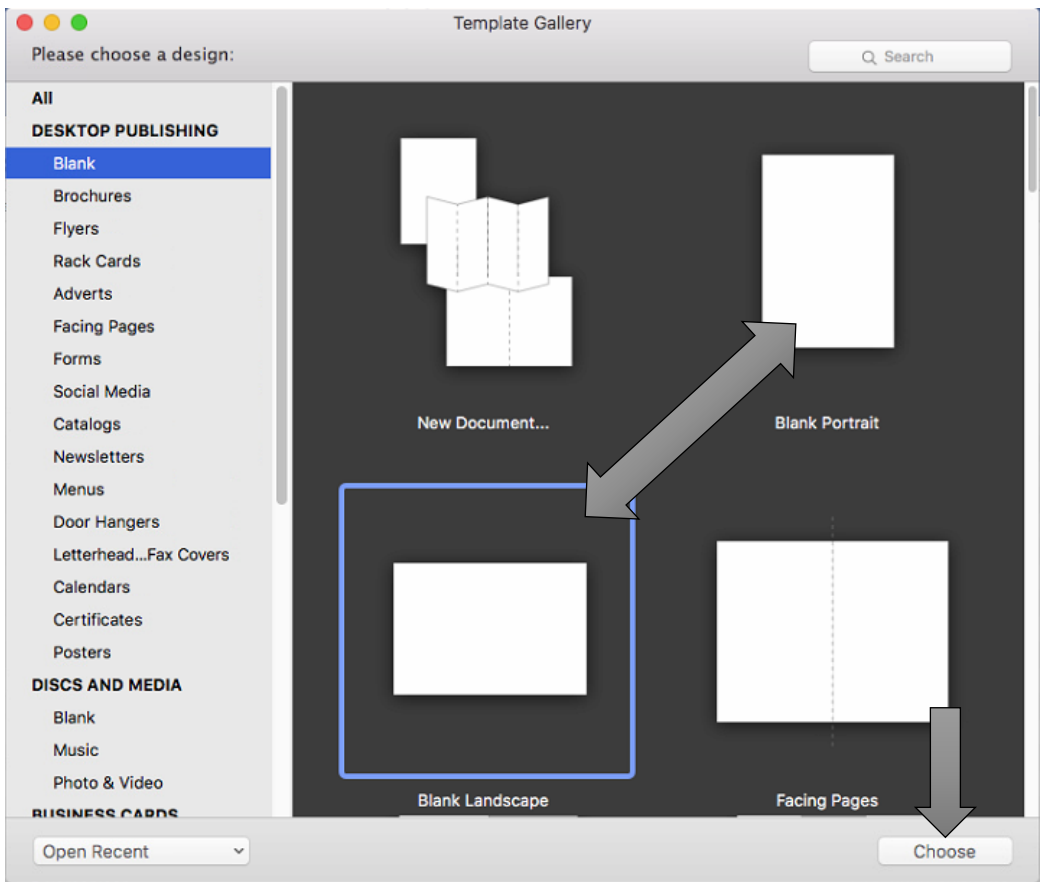 Template Gallery
Please choose a design:
Search
All
DESKTOP PUBLISHING
Blank
Brochures
Flyers
Rack Cards
Adverts
Facing Pages
Forms
Social Media
Catalogs
Newsletters
Menus
Door Hangers
Letterhead...Fax Covers
Calendars
Certificates
Posters
DISCS AND MEDIA
Blank
Music
Photo & Video
BUSINESS CARDS
New Document...
Blank Portrait
Blank Landscape
Facing Pages
Open Recent
Choose